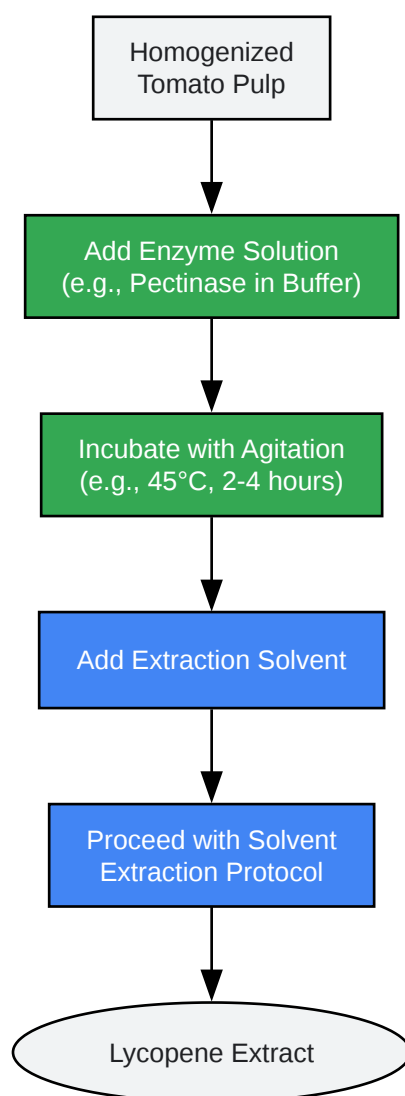 Homogenized
Tomato Pulp
Add Enzyme Solution
(e.g., Pectinase in Buffer)
Incubate with Agitation
(e.g., 45°C, 2-4 hours)
Add Extraction Solvent
Proceed with Solvent
Extraction Protocol
Lycopene Extract